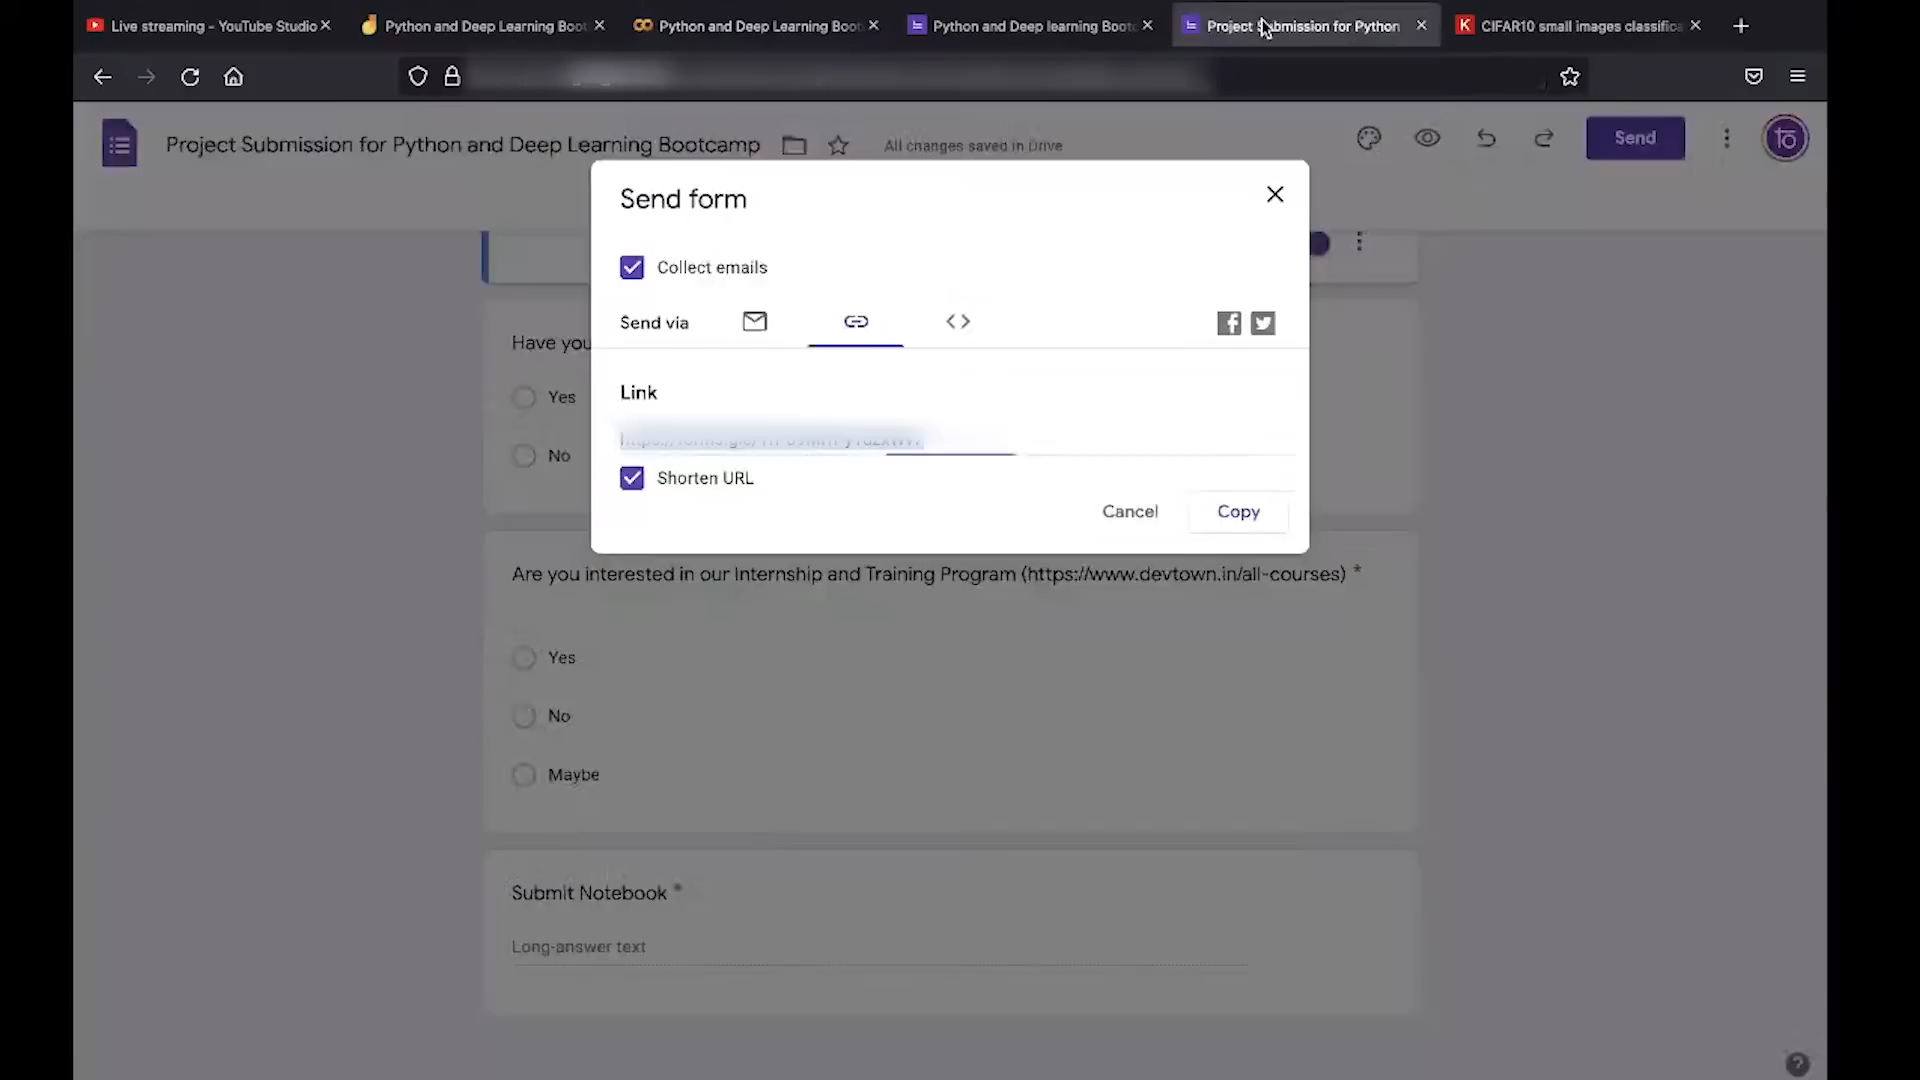 Live streaming - YouTube Studio
Python and Deep Learning Boot
Python and Deep Learning Boot
Python and Deep learning Boot
Project Submission for Python
CIFAR10 small images classifica
Project Submission for Python and Deep Learning Bootcamp
All changes saved in Drive
Send
Send form
Collect emails
Send via
Have you
Yes
No
Link
Shorten URL
Cancel
Copy
Are you interested in our Internship and Training Program (https://www.devtown.in/all-courses) *
Yes
No
Maybe
Submit Notebook *
Long-answer text